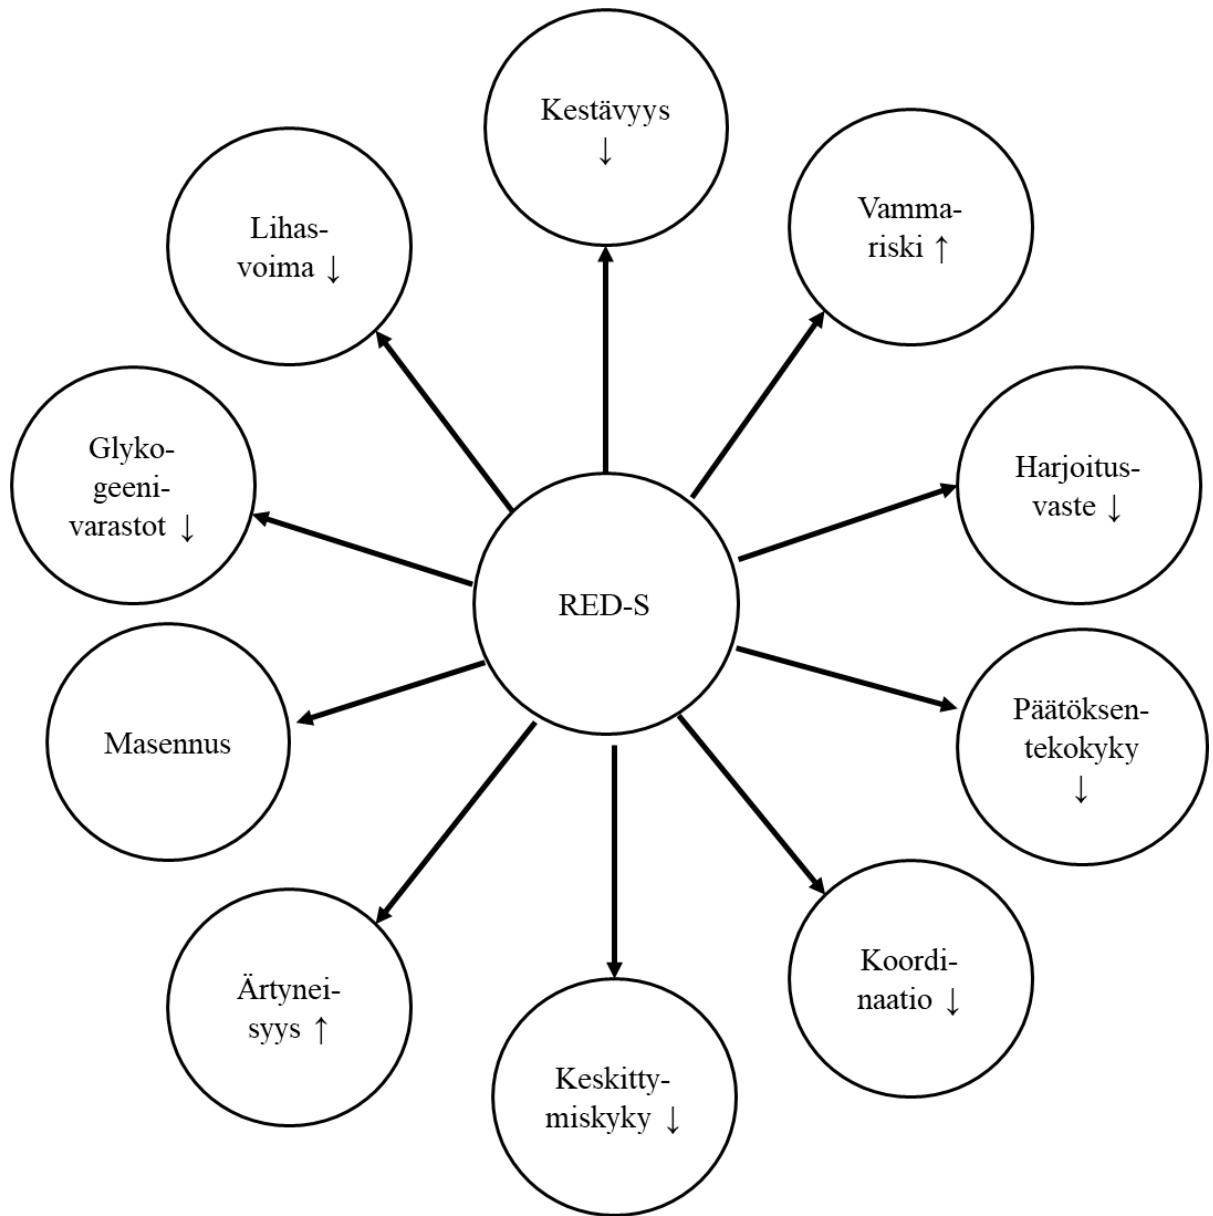 Kestävyys
↓
Vamma-
riski ↑
Lihas-
voima ↓
Glyko-
geeni-
varastot ↓
Harjoitus-
vaste ↓
RED-S
Masennus
Päätöksen-
tekokyky
↓
Ärtynei-
syys ↑
Koordi-
naatio ↓
Keskitty-
miskyky ↓